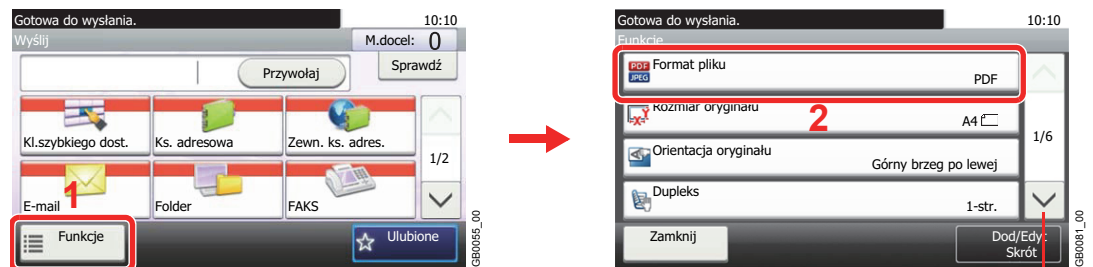 Gotowa do wysłania.
10:10
Wyślij
M.docel: 0
Przywołaj
Sprawdź
Kl.szybkiego dost.
Ks. adresowa
Zewn. ks. adres.
1/2
1
E-mail
Folder
FAKS
Funkcje
Ulubione
GB0055_00
Gotowa do wysłania.
10:10
Funkcje
PDF
JPEG
Format pliku
PDF
Rozmiar oryginału
XY
2
A4
1/6
Orientacja oryginału
Górny brzeg po lewej
Dupleks
1-str.
Zamknij
Dod/Edyt
Skrót
GB0081_00